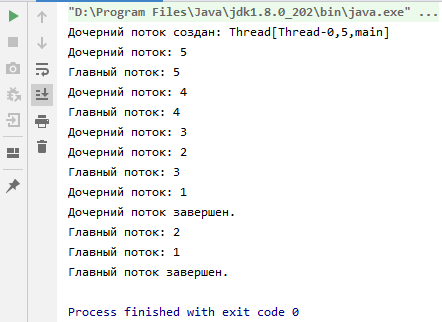 "D:\Program Files\Java\jdk1.8.0_202\bin\java.exe" ...
Дочерний поток создан: Thread[Thread-0,5,main]
Дочерний поток: 5
Главный поток: 5
Дочерний поток: 4
Главный поток: 4
Дочерний поток: 3
Дочерний поток: 2
Главный поток: 3
Дочерний поток: 1
Дочерний поток завершен.
Главный поток: 2
Главный поток: 1
Главный поток завершен.
Process finished with exit code 0